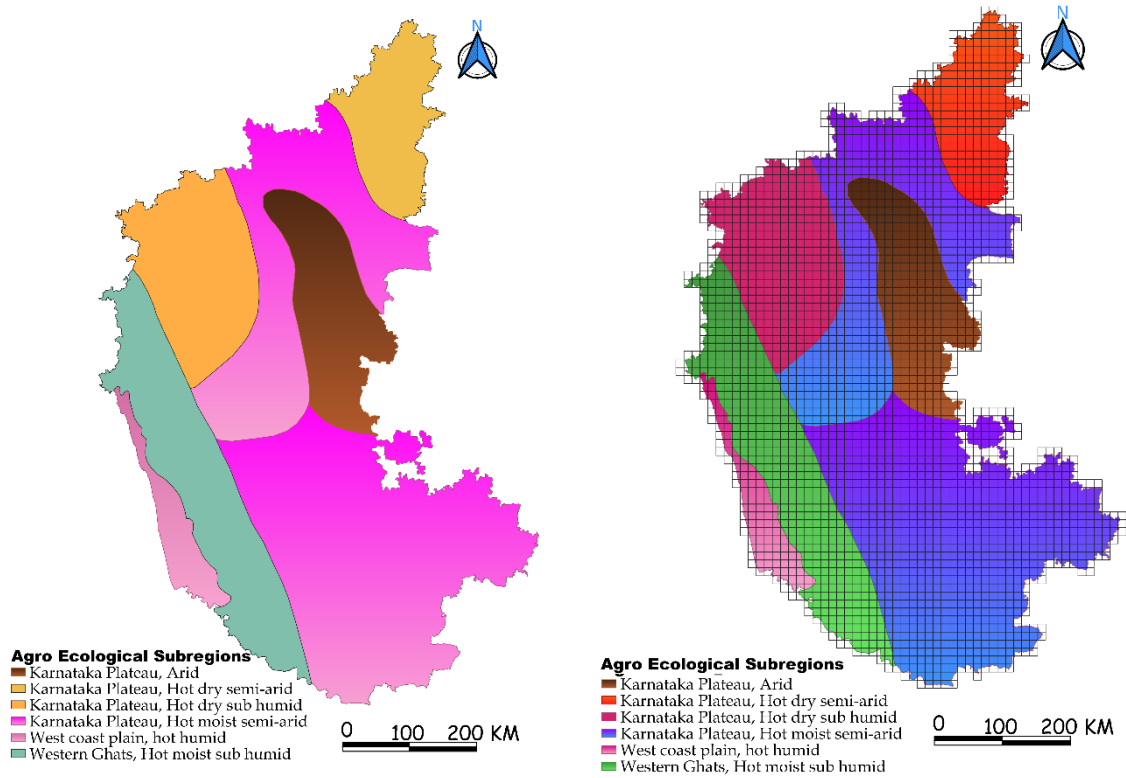 N
Agro Ecological Subregions
Karnataka Plateau, Arid
Karnataka Plateau, Hot dry semi-arid
Karnataka Plateau, Hot dry sub humid
Karnataka Plateau, Hot moist semi-arid
West coast plain, hot humid
Western Ghats, Hot moist sub humid
0 100 200 KM
N
Agro Ecological Subregions
Karnataka Plateau, Arid
Karnataka Plateau, Hot dry semi-arid
Karnataka Plateau, Hot dry sub humid
Karnataka Plateau, Hot moist semi-arid
West coast plain, hot humid
Western Ghats, Hot moist sub humid
0 100 200 KM